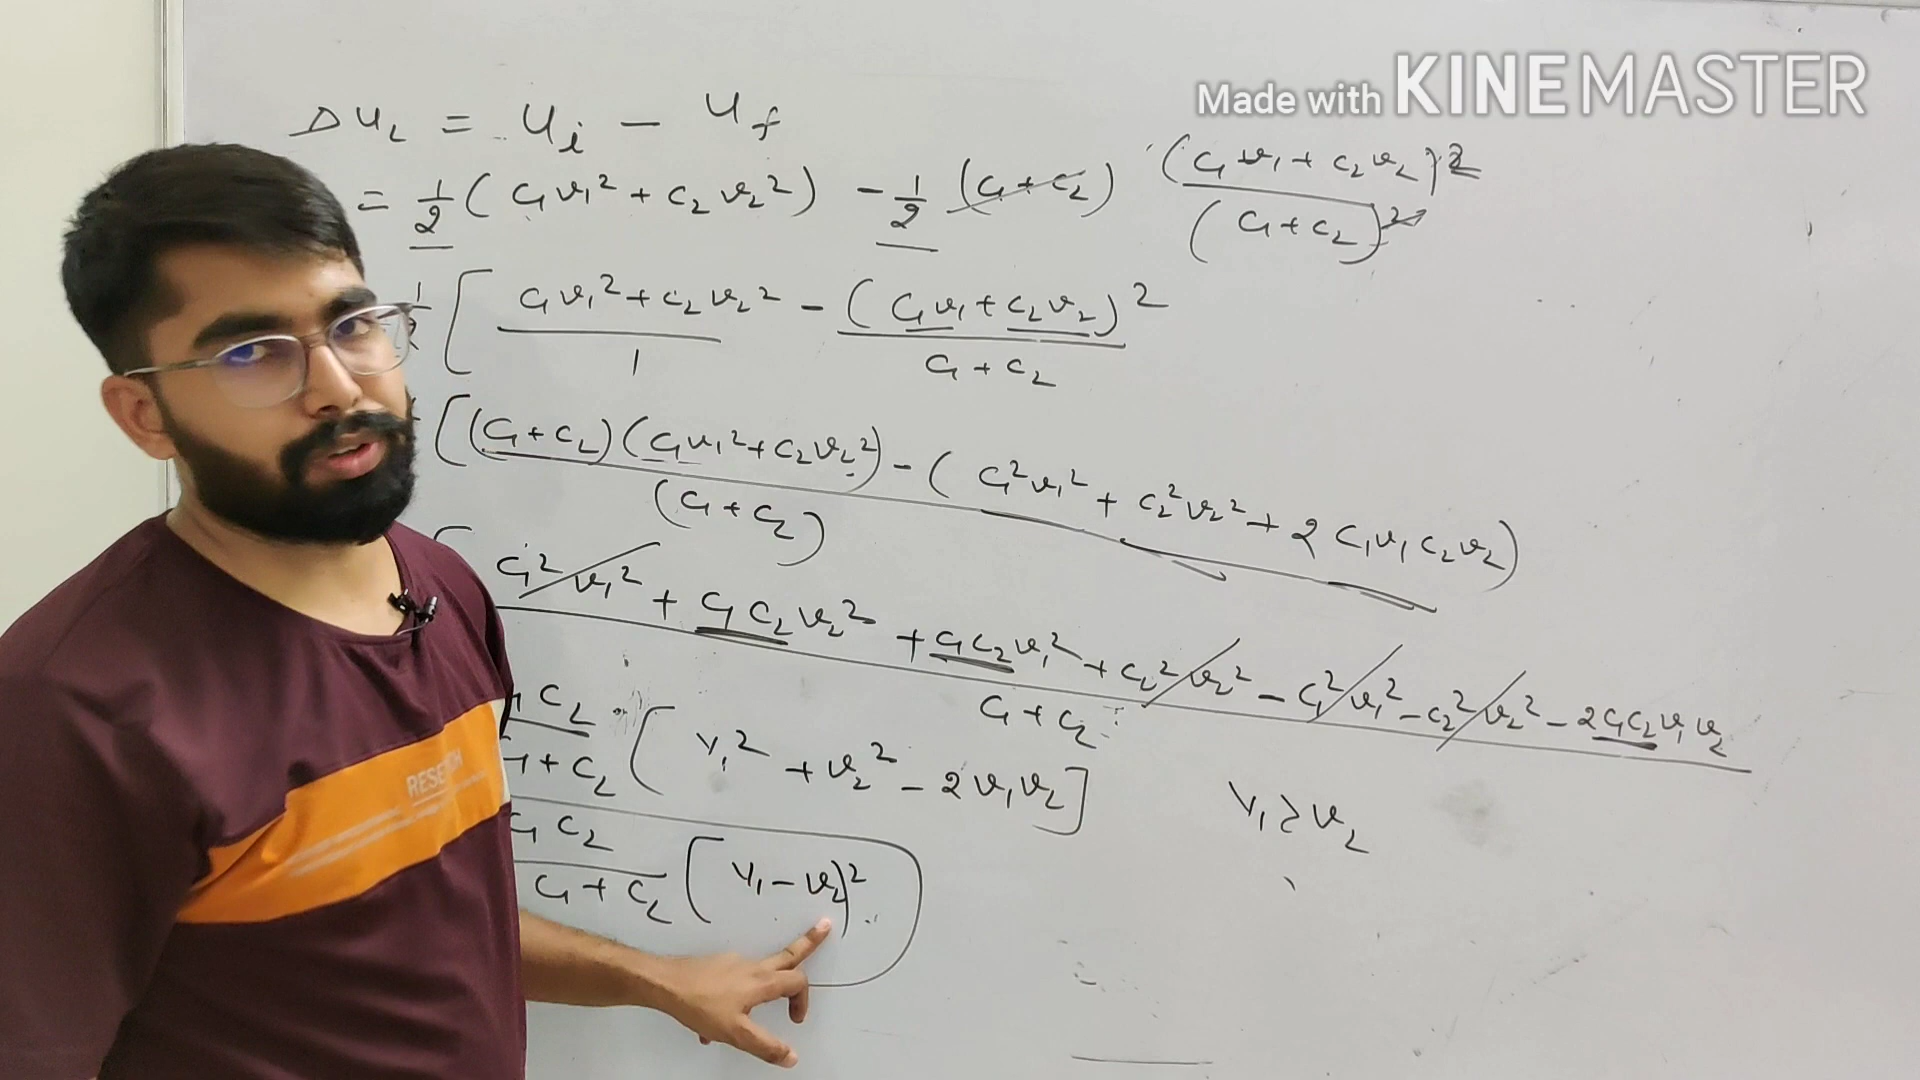 Made with KINEMASTER
ΔU_L = U_i - U_f
= 1/2 (C₁v₁² + C₂v₂²) - 1/2 (C₁+C₂) (C₁v₁ + C₂v₂)² / (C₁+C₂)²
[ (C₁v₁² + C₂v₂²) / 1 - (C₁v₁ + C₂v₂)² / (C₁+C₂)
[ (C₁+C₂)(C₁v₁² + C₂v₂²) - (C₁²v₁² + C₂²v₂² + 2C₁v₁C₂v₂) / (C₁+C₂)
[ C₁²v₁² + C₁C₂v₂² + C₁C₂v₁² + C₂²v₂² - C₁²v₁² - C₂²v₂² - 2C₁C₂v₁v₂ / C₁+C₂
C₁C₂ / C₁+C₂ [ v₁² + v₂² - 2v₁v₂ ]
v₁ > v₂
C₁C₂ / C₁+C₂ (v₁ - v₂)²
RESE